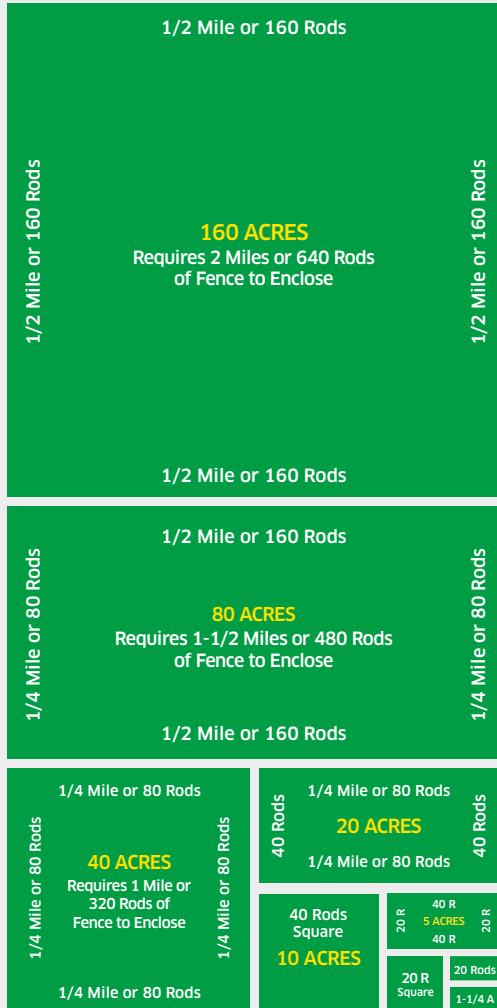 1/2 Mile or 160 Rods
1/2 Mile or 160 Rods
160 ACRES
Requires 2 Miles or 640 Rods
of Fence to Enclose
1/2 Mile or 160 Rods
1/2 Mile or 160 Rods
1/2 Mile or 160 Rods
1/4 Mile or 80 Rods
80 ACRES
Requires 1-1/2 Miles or 480 Rods
of Fence to Enclose
1/4 Mile or 80 Rods
1/2 Mile or 160 Rods
1/4 Mile or 80 Rods
1/4 Mile or 80 Rods
40 ACRES
Requires 1 Mile or
320 Rods of
Fence to Enclose
1/4 Mile or 80 Rods
1/4 Mile or 80 Rods
1/4 Mile or 80 Rods
40 Rods
20 ACRES
40 Rods
1/4 Mile or 80 Rods
40 Rods
Square
10 ACRES
40 R
20 R
5 ACRES
20 R
40 R
20 R
Square
20 Rods
1-1/4 A